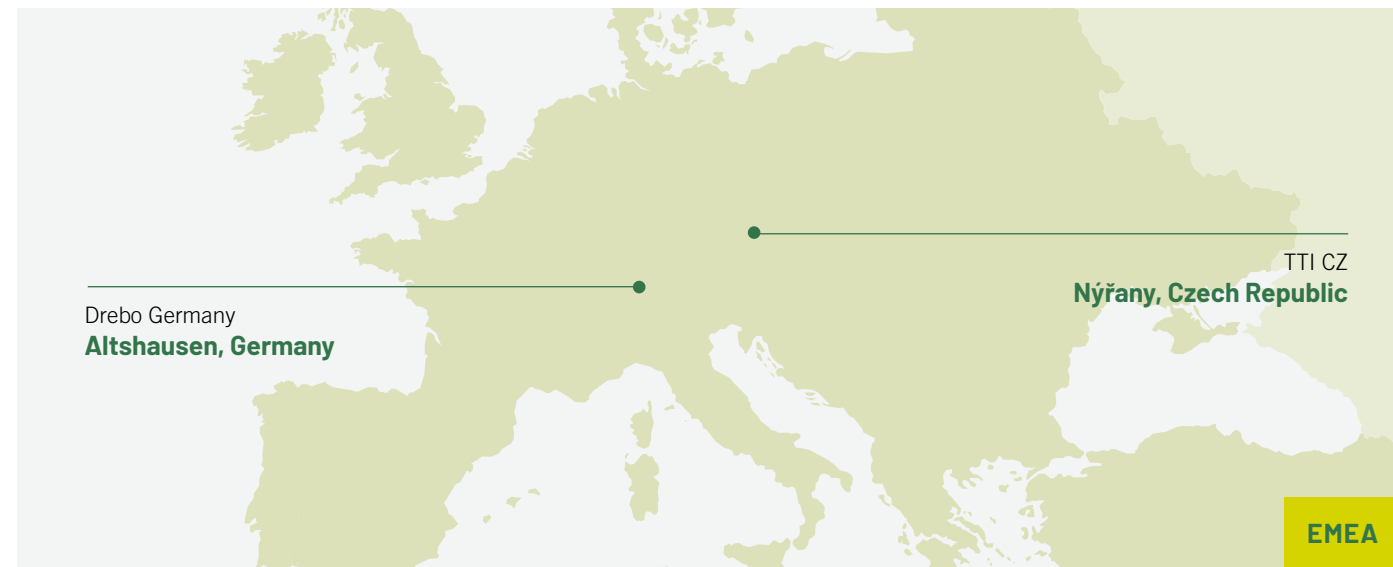 TTI CZ
Nýřany, Czech Republic
Drebo Germany
Altshausen, Germany
EMEA